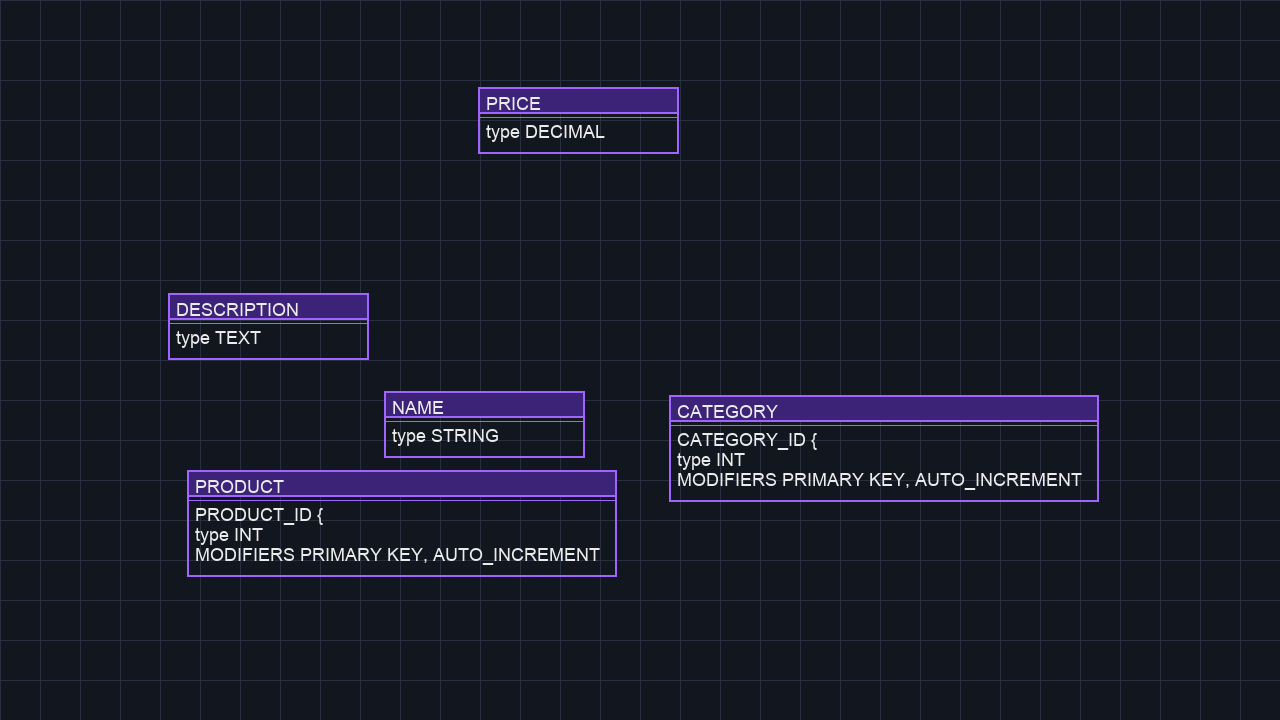 PRICE
type DECIMAL
DESCRIPTION
type TEXT
NAME
type STRING
CATEGORY
CATEGORY_ID {
type INT
MODIFIERS PRIMARY KEY, AUTO_INCREMENT
PRODUCT
PRODUCT_ID {
type INT
MODIFIERS PRIMARY KEY, AUTO_INCREMENT